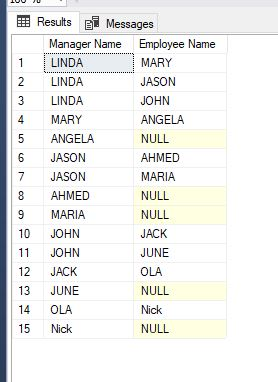 Results Messages
Manager Name Employee Name
1 LINDA MARY
2 LINDA JASON
3 LINDA JOHN
4 MARY ANGELA
5 ANGELA NULL
6 JASON AHMED
7 JASON MARIA
8 AHMED NULL
9 MARIA NULL
10 JOHN JACK
11 JOHN JUNE
12 JACK OLA
13 JUNE NULL
14 OLA Nick
15 Nick NULL